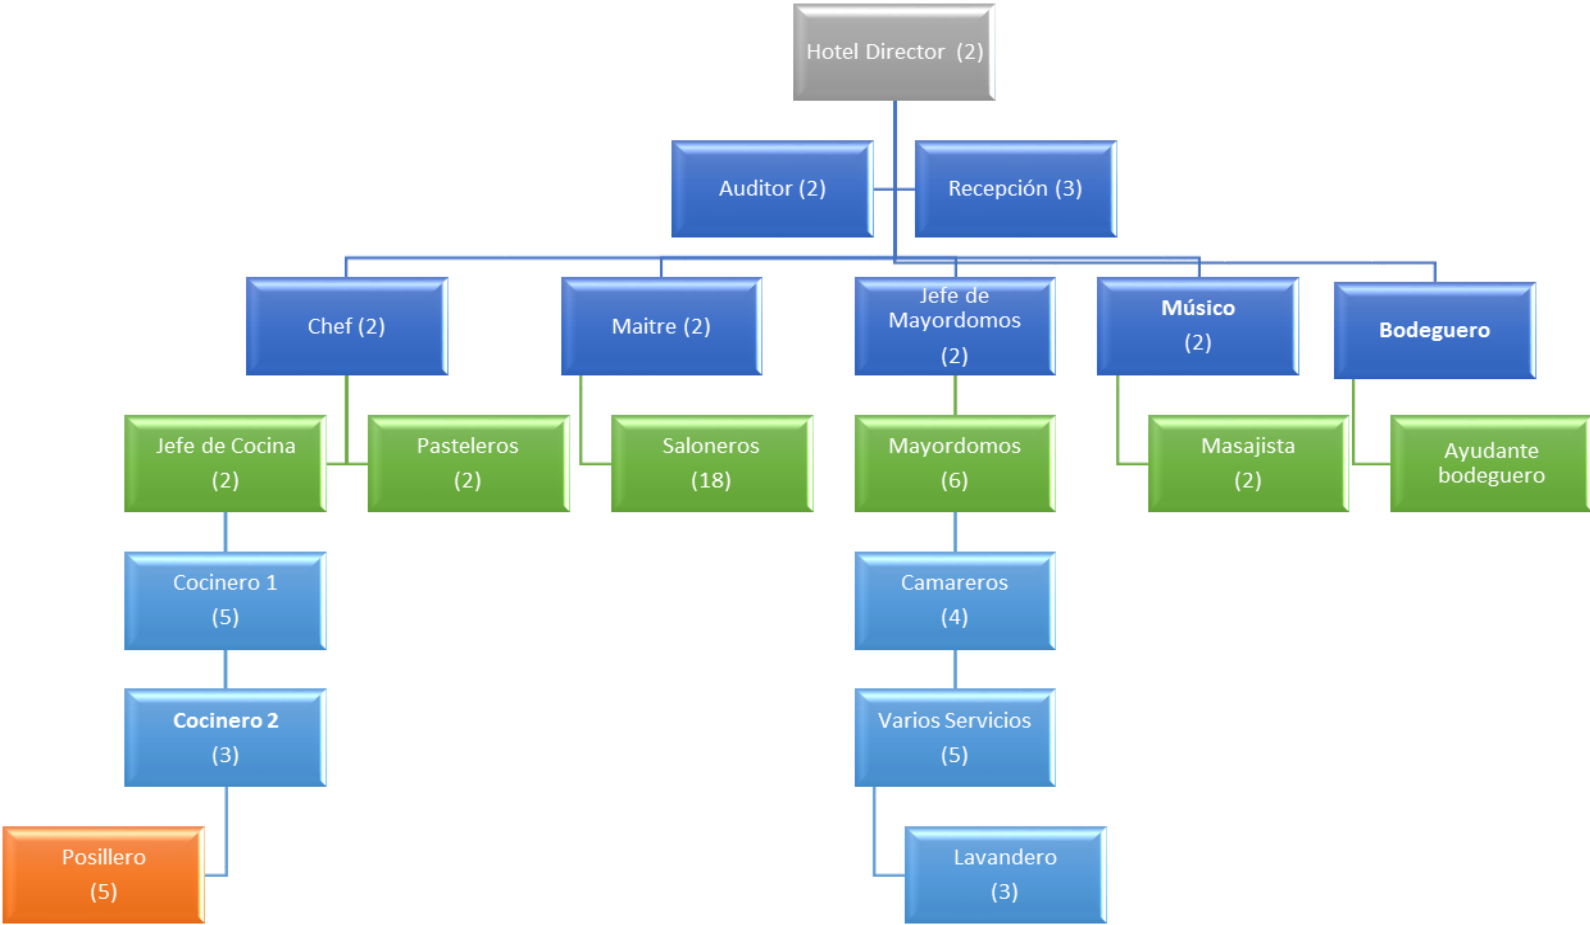 Hotel Director  (2)
Auditor (2)
Recepción (3)
Chef (2)
Maitre (2)
Jefe de
Mayordomos
(2)
Músico
(2)
Bodeguero
Jefe de Cocina
(2)
Pasteleros
(2)
Saloneros
(18)
Mayordomos
(6)
Masajista
(2)
Ayudante
bodeguero
Cocinero 1
(5)
Camareros
(4)
Cocinero 2
(3)
Varios Servicios
(5)
Posillero
(5)
Lavandero
(3)